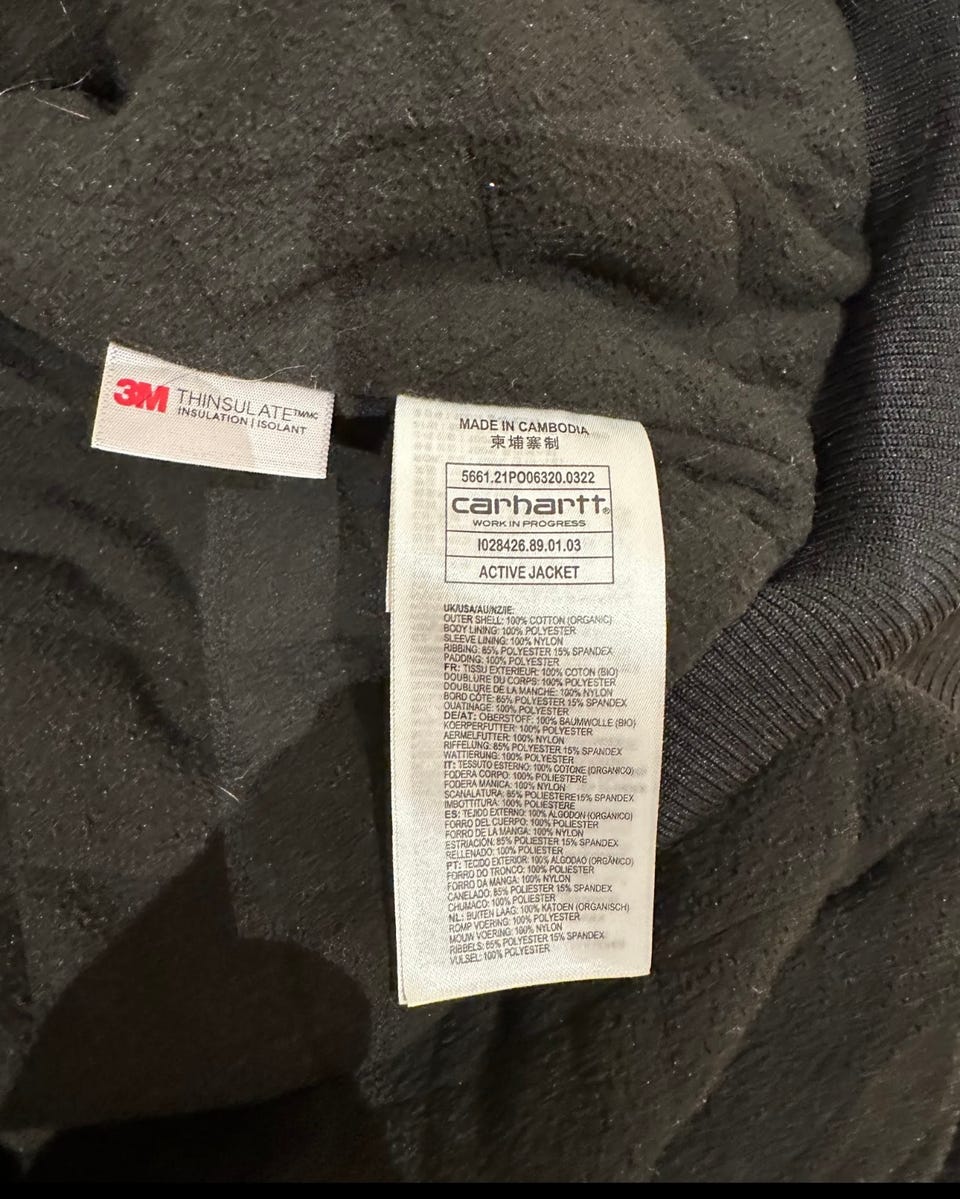 3M THINSULATE™MC
INSULATION | ISOLANT
MADE IN CAMBODIA
柬埔寨制
5661.21PO06320.0322
carhartt®
WORK IN PROGRESS
I028426.89.01.03
ACTIVE JACKET
UK/USA/AU/NZ/IE:
OUTER SHELL: 100% COTTON (ORGANIC)
BODY LINING: 100% POLYESTER
SLEEVE LINING: 100% NYLON
RIBBING: 85% POLYESTER 15% SPANDEX
PADDING: 100% POLYESTER
FR: TISSU EXTERIEUR: 100% COTON (BIO)
DOUBLURE DU CORPS: 100% POLYESTER
DOUBLURE DE LA MANCHE: 100% NYLON
BORD CÔTE: 85% POLYESTER 15% SPANDEX
OUATINAGE: 100% POLYESTER
DE/AT: OBERSTOFF: 100% BAUMWOLLE (BIO)
KOERPERFUTTER: 100% POLYESTER
AERMELFUTTER: 100% NYLON
RIFFELUNG: 85% POLYESTER 15% SPANDEX
WATTIERUNG: 100% POLYESTER
IT: TESSUTO ESTERNO: 100% COTONE (ORGANICO)
FODERA CORPO: 100% POLIESTERE
FODERA MANICA: 100% NYLON
SCANALATURA: 85% POLIESTERE15% SPANDEX
IMBOTTITURA: 100% POLIESTERE
ES: TEJIDO EXTERNO: 100% ALGODON (ORGÁNICO)
FORRO DEL CUERPO: 100% POLIESTER
FORRO DE LA MANGA: 100% NYLON
ESTRIACIÓN: 85% POLIESTER 15% SPANDEX
RELLENADO: 100% POLIESTER
PT: TECIDO EXTERIOR: 100% ALGODAO (ORGÂNICO)
FORRO DO TRONCO: 100% POLIESTER
FORRO DA MANGA: 100% NYLON
CANELADO: 85% POLYESTER 15% SPANDEX
CHUMACO: 100% POLIESTER
NL: BUITEN LAAG: 100% KATOEN (ORGANISCH)
ROMP VOERING: 100% POLYESTER
MOUW VOERING: 100% NYLON
RIBBELS: 85% POLYESTER 15% SPANDEX
VULSEL: 100% POLYESTER